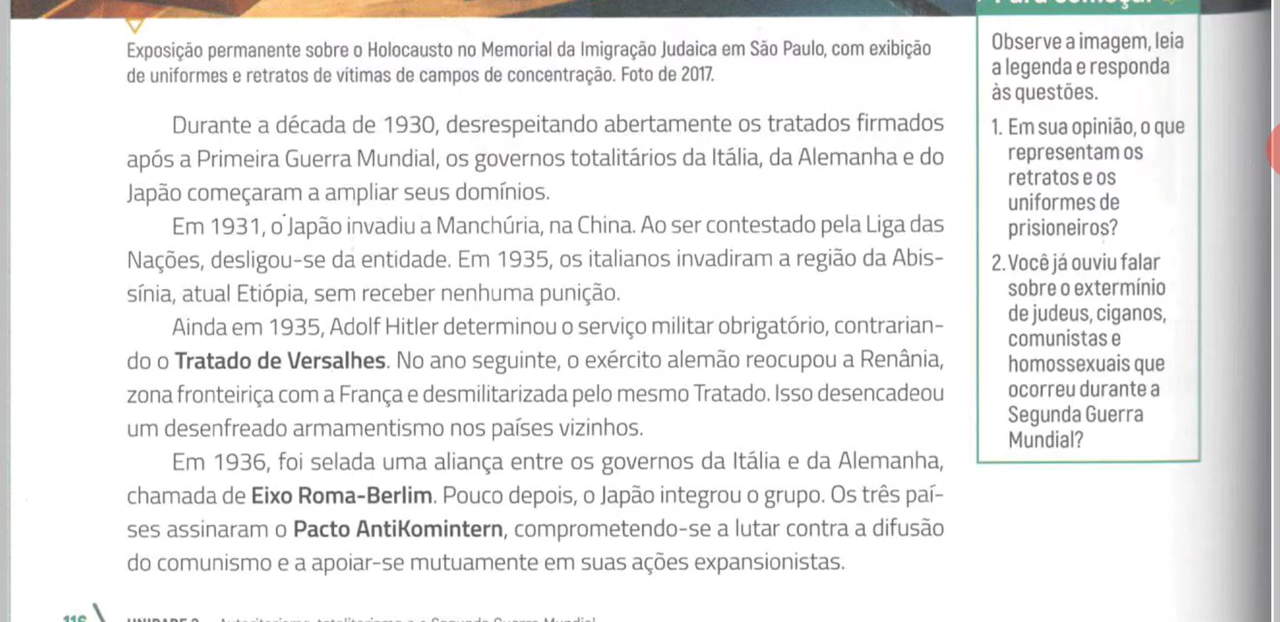 Exposição permanente sobre o Holocausto no Memorial da Imigração Judaica em São Paulo, com exibição
de uniformes e retratos de vítimas de campos de concentração. Foto de 2017.
Durante a década de 1930, desrespeitando abertamente os tratados firmados
após a Primeira Guerra Mundial, os governos totalitários da Itália, da Alemanha e do
Japão começaram a ampliar seus domínios.
Em 1931, o Japão invadiu a Manchúria, na China. Ao ser contestado pela Liga das
Nações, desligou-se da entidade. Em 1935, os italianos invadiram a região da Abis-
sínia, atual Etiópia, sem receber nenhuma punição.
Ainda em 1935, Adolf Hitler determinou o serviço militar obrigatório, contrarian-
do o Tratado de Versalhes. No ano seguinte, o exército alemão reocupou a Renânia,
zona fronteiriça com a França e desmilitarizada pelo mesmo Tratado. Isso desencadeou
um desenfreado armamentismo nos países vizinhos.
Em 1936, foi selada uma aliança entre os governos da Itália e da Alemanha,
chamada de Eixo Roma-Berlim. Pouco depois, o Japão integrou o grupo. Os três paí-
ses assinaram o Pacto AntiKomintern, comprometendo-se a lutar contra a difusão
do comunismo e a apoiar-se mutuamente em suas ações expansionistas.
Para começar
Observe a imagem, leia
a legenda e responda
às questões.
1. Em sua opinião, o que
representam os
retratos e os
uniformes de
prisioneiros?
2. Você já ouviu falar
sobre o extermínio
de judeus, ciganos,
comunistas e
homossexuais que
ocorreu durante a
Segunda Guerra
Mundial?
116